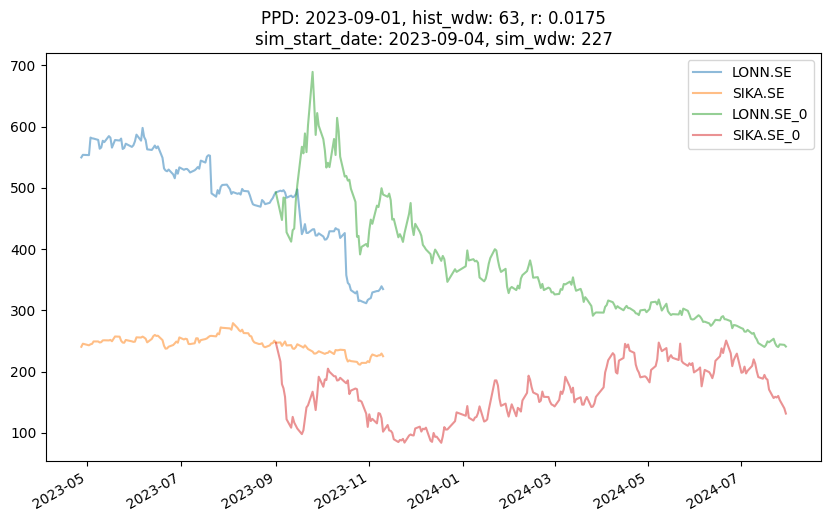 PPD: 2023-09-01, hist_wdw: 63, r: 0.0175
sim_start_date: 2023-09-04, sim_wdw: 227
700
600
500
400
300
200
100
LONN.SE
SIKA.SE
LONN.SE_0
SIKA.SE_0
2023-05
2023-07
2023-09
2023-11
2024-01
2024-03
2024-05
2024-07